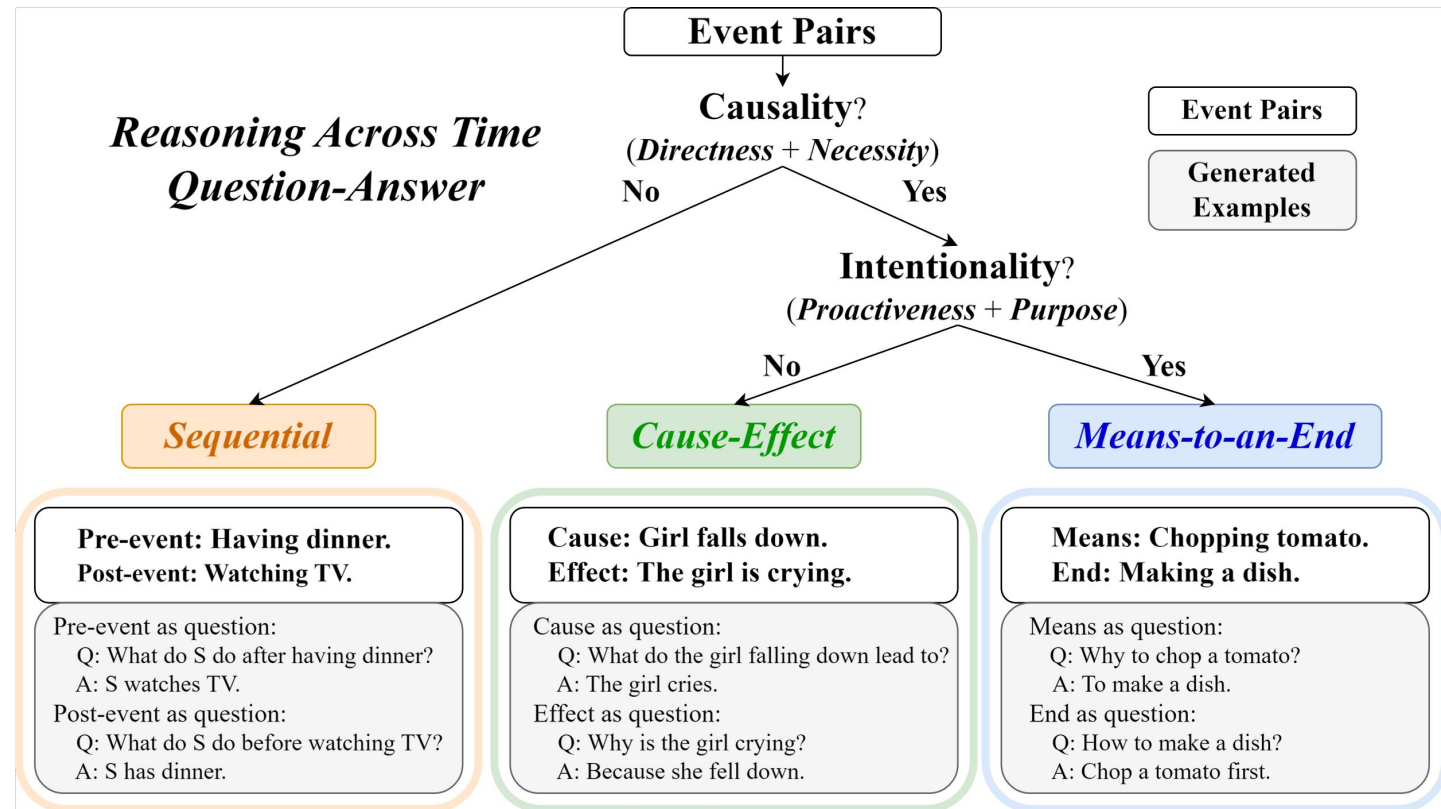 Event Pairs
Reasoning Across Time
Question-Answer
Causality?
(Directness + Necessity)
No
Yes
Event Pairs
Generated
Examples
Intentionality?
(Proactiveness + Purpose)
No
Yes
Sequential
Cause-Effect
Means-to-an-End
Pre-event: Having dinner.
Post-event: Watching TV.
Pre-event as question:
Q: What do S do after having dinner?
A: S watches TV.
Post-event as question:
Q: What do S do before watching TV?
A: S has dinner.
Cause: Girl falls down.
Effect: The girl is crying.
Cause as question:
Q: What do the girl falling down lead to?
A: The girl cries.
Effect as question:
Q: Why is the girl crying?
A: Because she fell down.
Means: Chopping tomato.
End: Making a dish.
Means as question:
Q: Why to chop a tomato?
A: To make a dish.
End as question:
Q: How to make a dish?
A: Chop a tomato first.